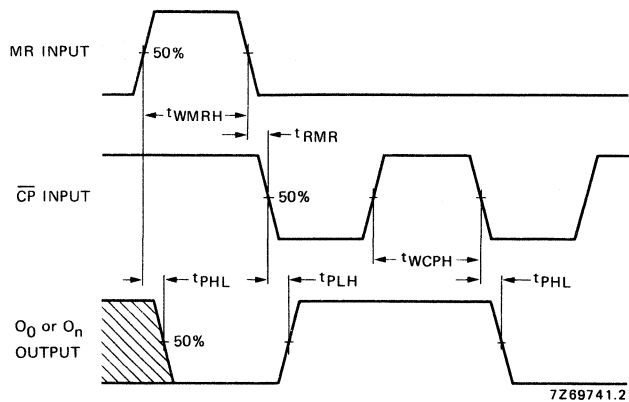 MR INPUT
50%
tWMRH
tRMR
CP INPUT
50%
tWCPH
tPHL
tPLH
tPHL
O0 or On
OUTPUT
50%
7Z69741.2